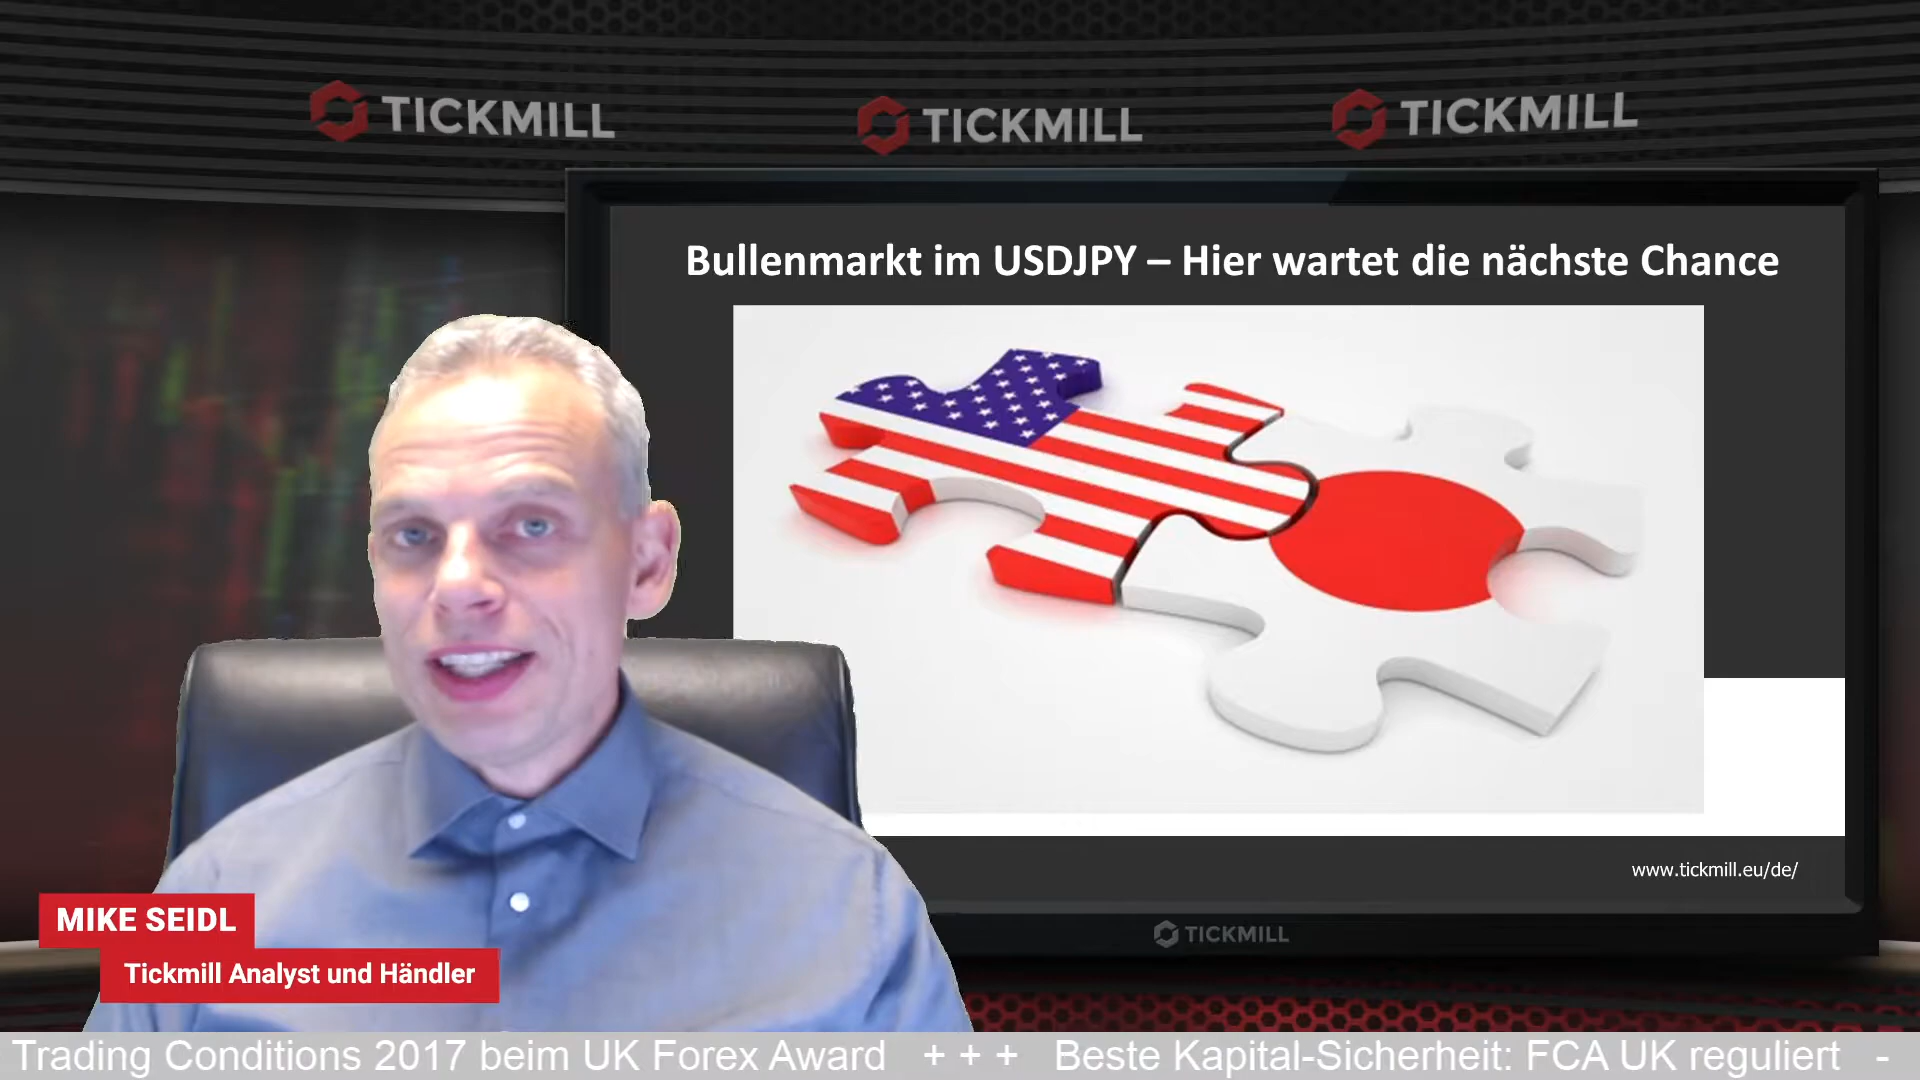 TICKMILL TICKMILL TICKMILL
Bullenmarkt im USDJPY – Hier wartet die nächste Chance
www.tickmill.eu/de/
TICKMILL
MIKE SEIDL
Tickmill Analyst und Händler
Trading Conditions 2017 beim UK Forex Award + + + Beste Kapital-Sicherheit: FCA UK reguliert -